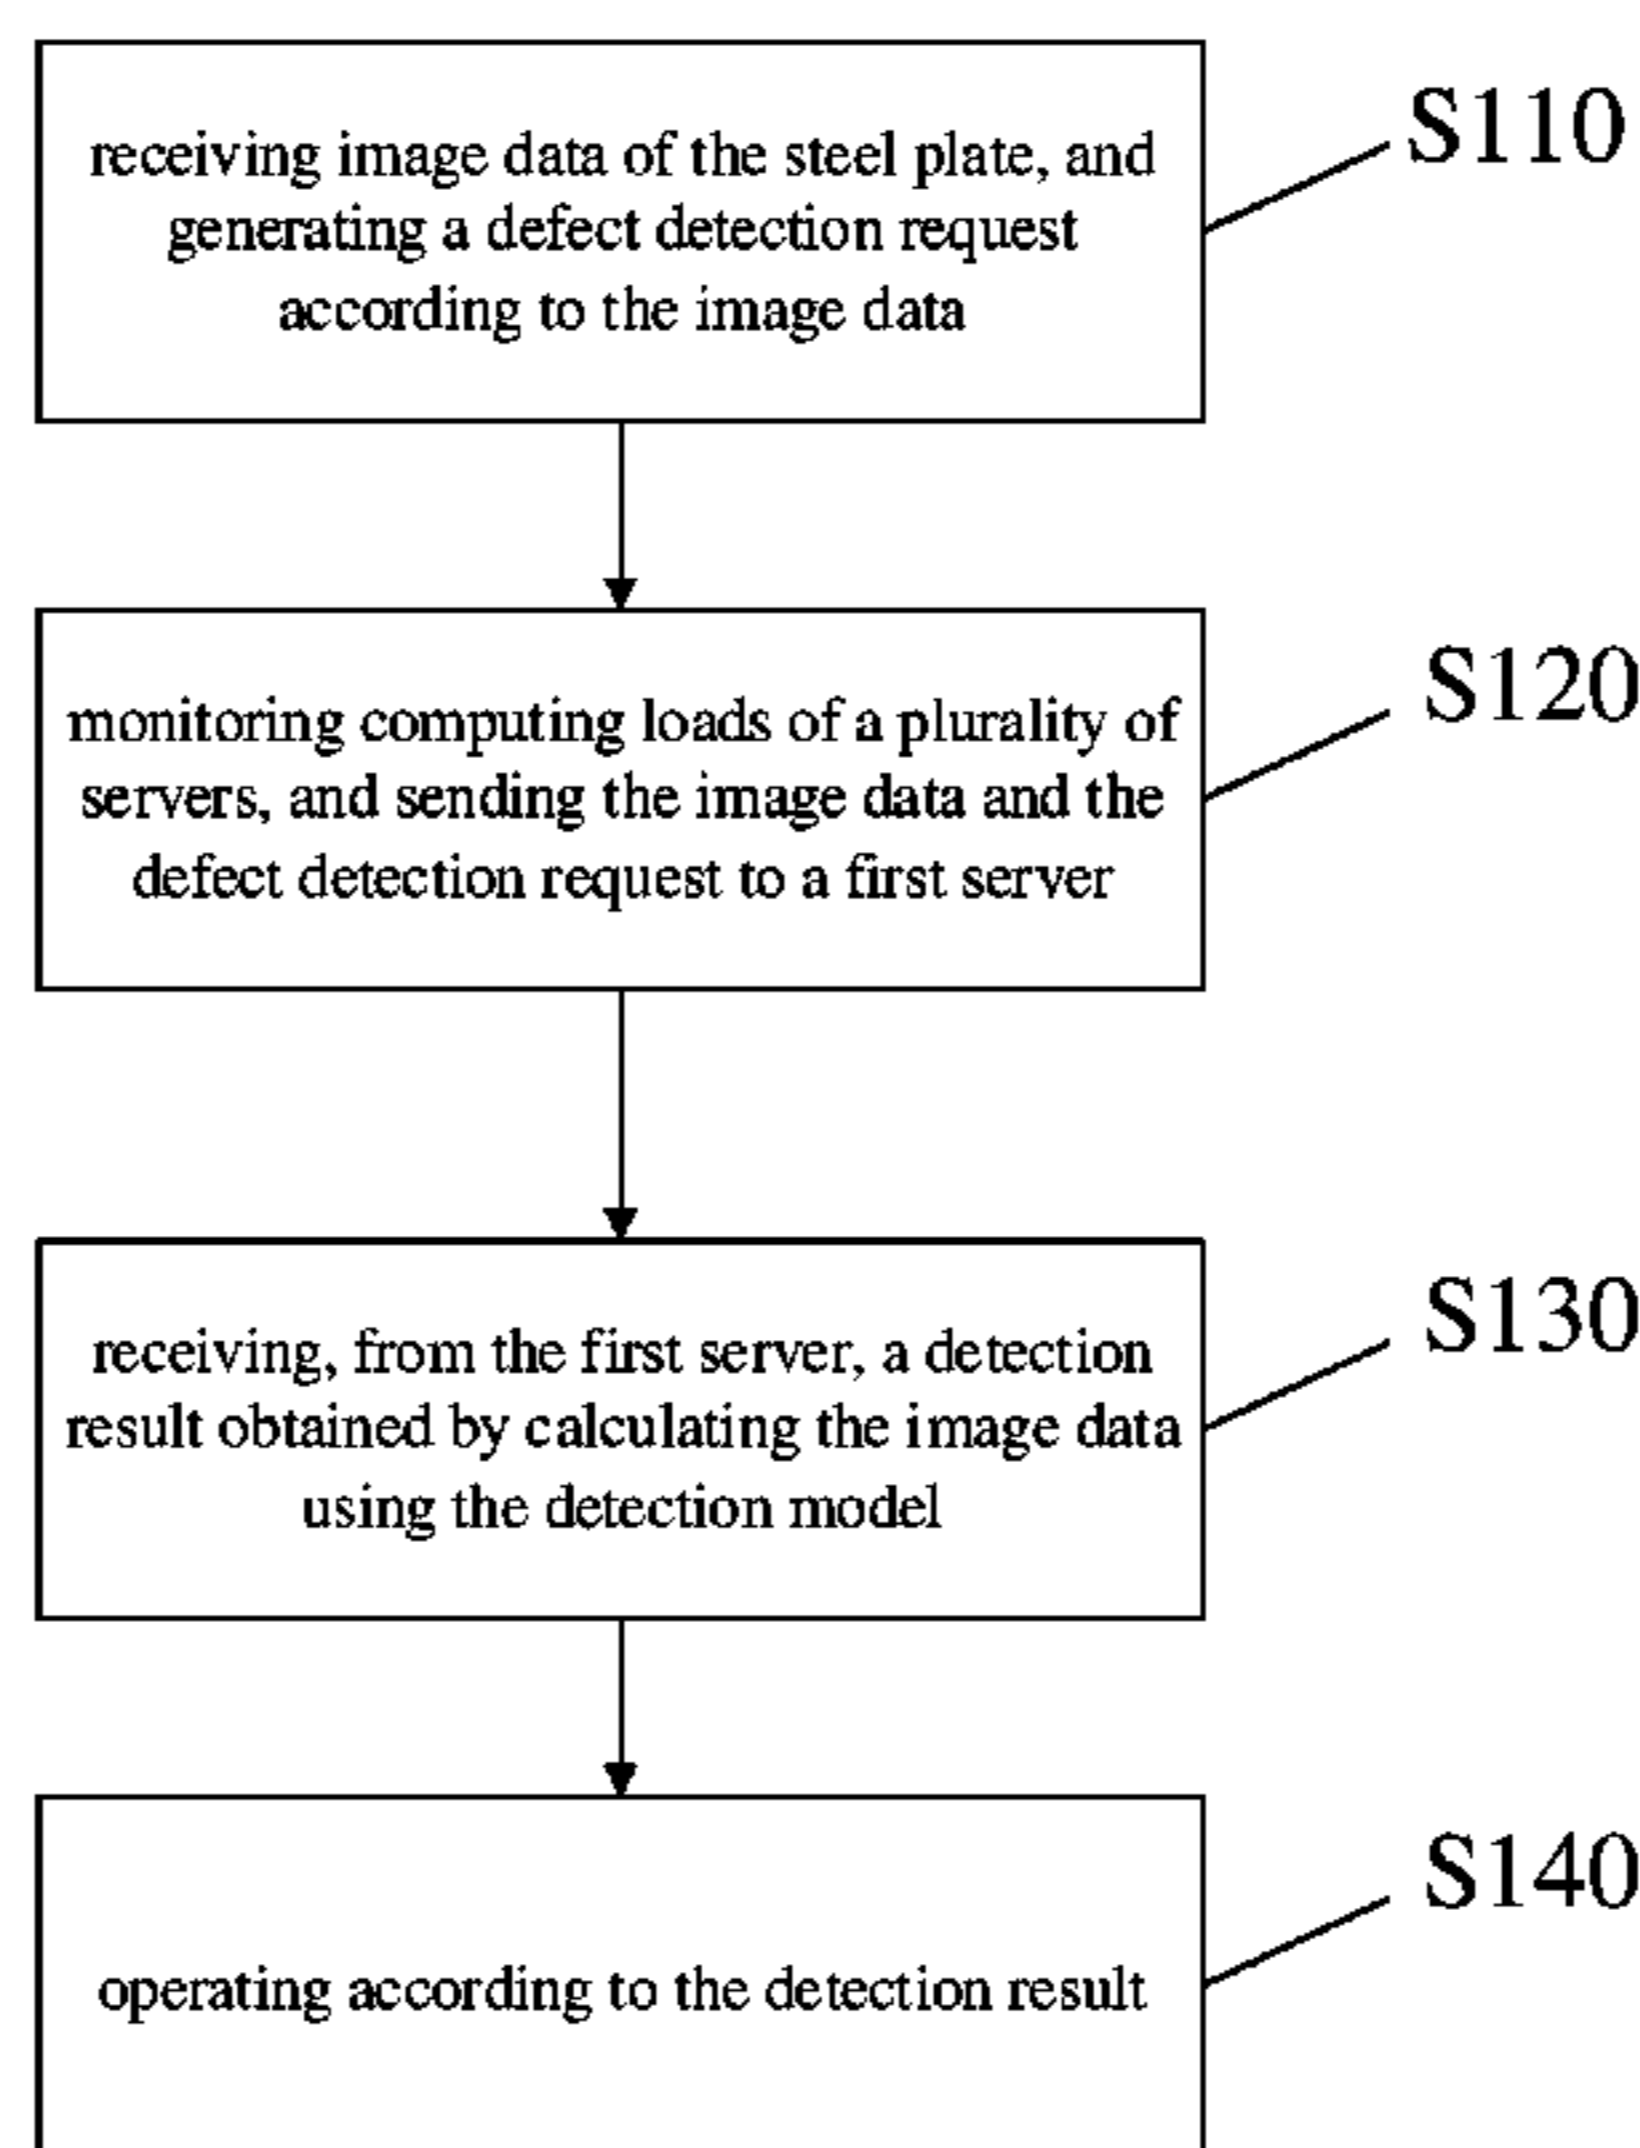 receiving image data of the steel plate, and
generating a defect detection request
according to the image data
S110
monitoring computing loads of a plurality of
servers, and sending the image data and the
defect detection request to a first server
S120
receiving, from the first server, a detection
result obtained by calculating the image data
using the detection model
S130
operating according to the detection result
S140